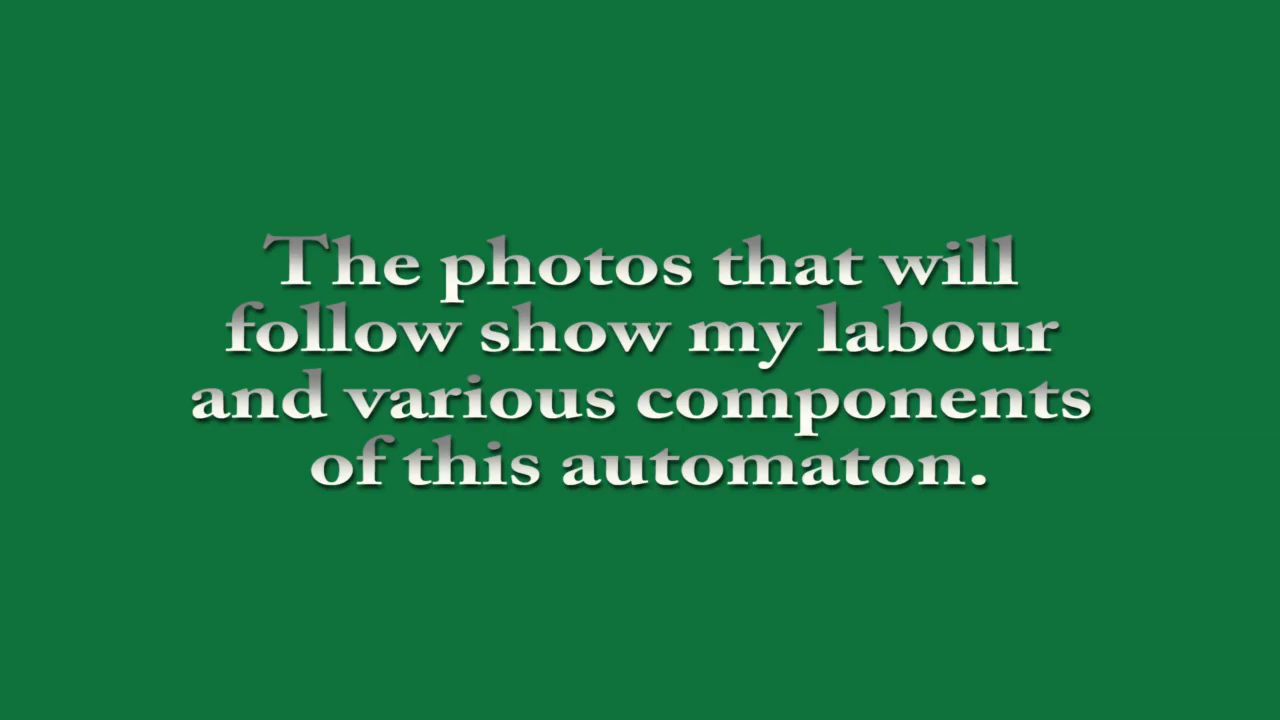 The photos that will
follow show my labour
and various components
of this automaton.